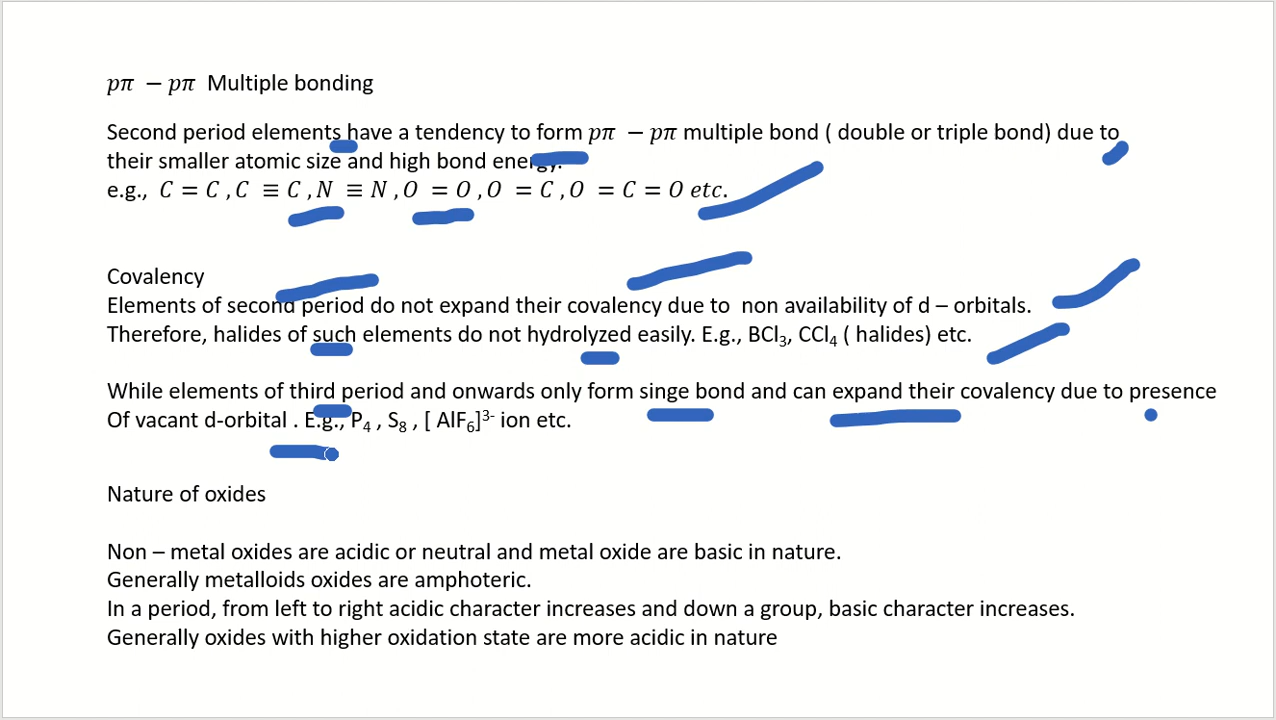 pπ − pπ Multiple bonding
Second period elements have a tendency to form pπ − pπ multiple bond ( double or triple bond) due to
their smaller atomic size and high bond energy.
e.g., C = C , C ≡ C , N ≡ N , O = O , O = C , O = C = O etc.
Covalency
Elements of second period do not expand their covalency due to non availability of d – orbitals.
Therefore, halides of such elements do not hydrolyzed easily. E.g., BCl₃, CCl₄ ( halides) etc.
While elements of third period and onwards only form singe bond and can expand their covalency due to presence
Of vacant d-orbital . E.g., P₄ , S₈ , [ AlF₆]³⁻ ion etc.
Nature of oxides
Non – metal oxides are acidic or neutral and metal oxide are basic in nature.
Generally metalloids oxides are amphoteric.
In a period, from left to right acidic character increases and down a group, basic character increases.
Generally oxides with higher oxidation state are more acidic in nature